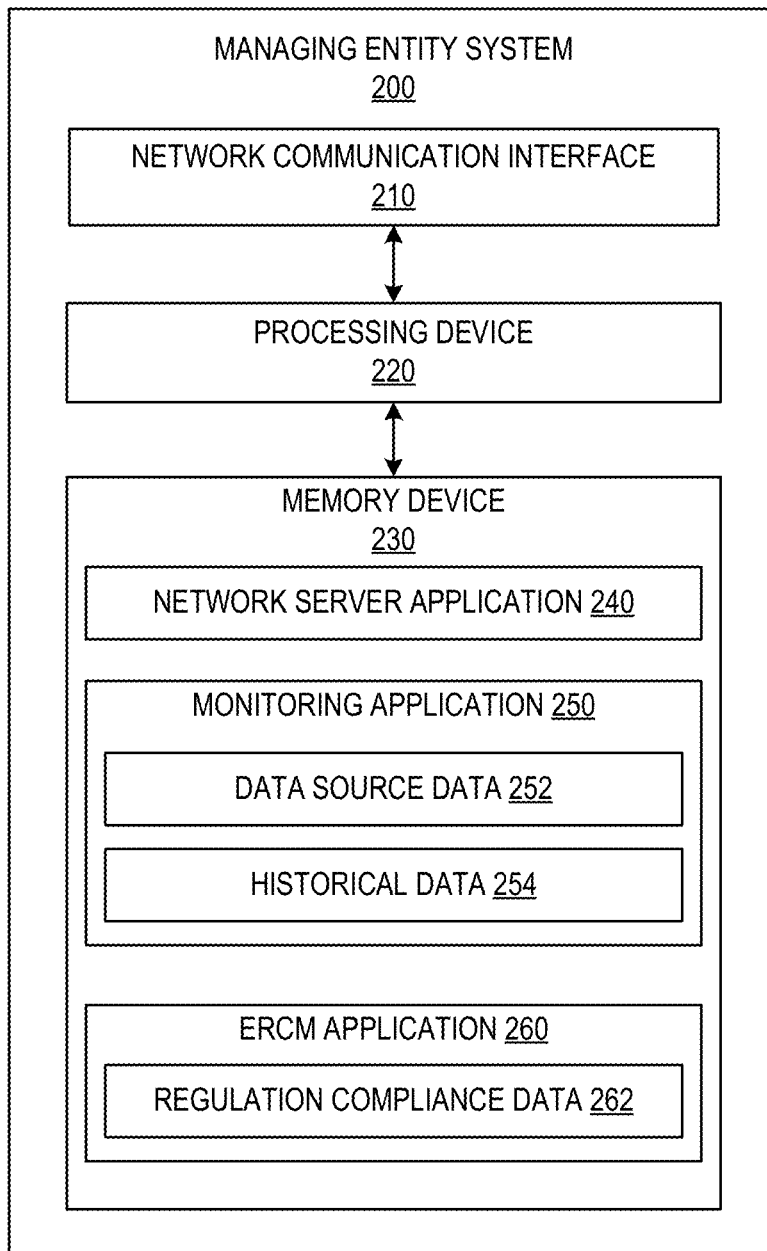 MANAGING ENTITY SYSTEM
200
NETWORK COMMUNICATION INTERFACE
210
PROCESSING DEVICE
220
MEMORY DEVICE
230
NETWORK SERVER APPLICATION 240
MONITORING APPLICATION 250
DATA SOURCE DATA 252
HISTORICAL DATA 254
ERCM APPLICATION 260
REGULATION COMPLIANCE DATA 262